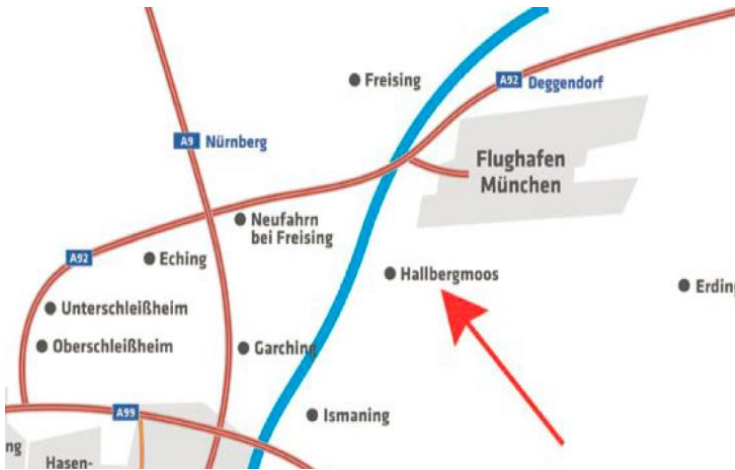 Freising
A92 Deggendorf
A9 Nürnberg
Flughafen
München
Neufahrn
bei Freising
A92
Eching
Hallbergmoos
Erding
Unterschleißheim
Oberschleißheim
Garching
A99
Ismaning
ng
Hasen-